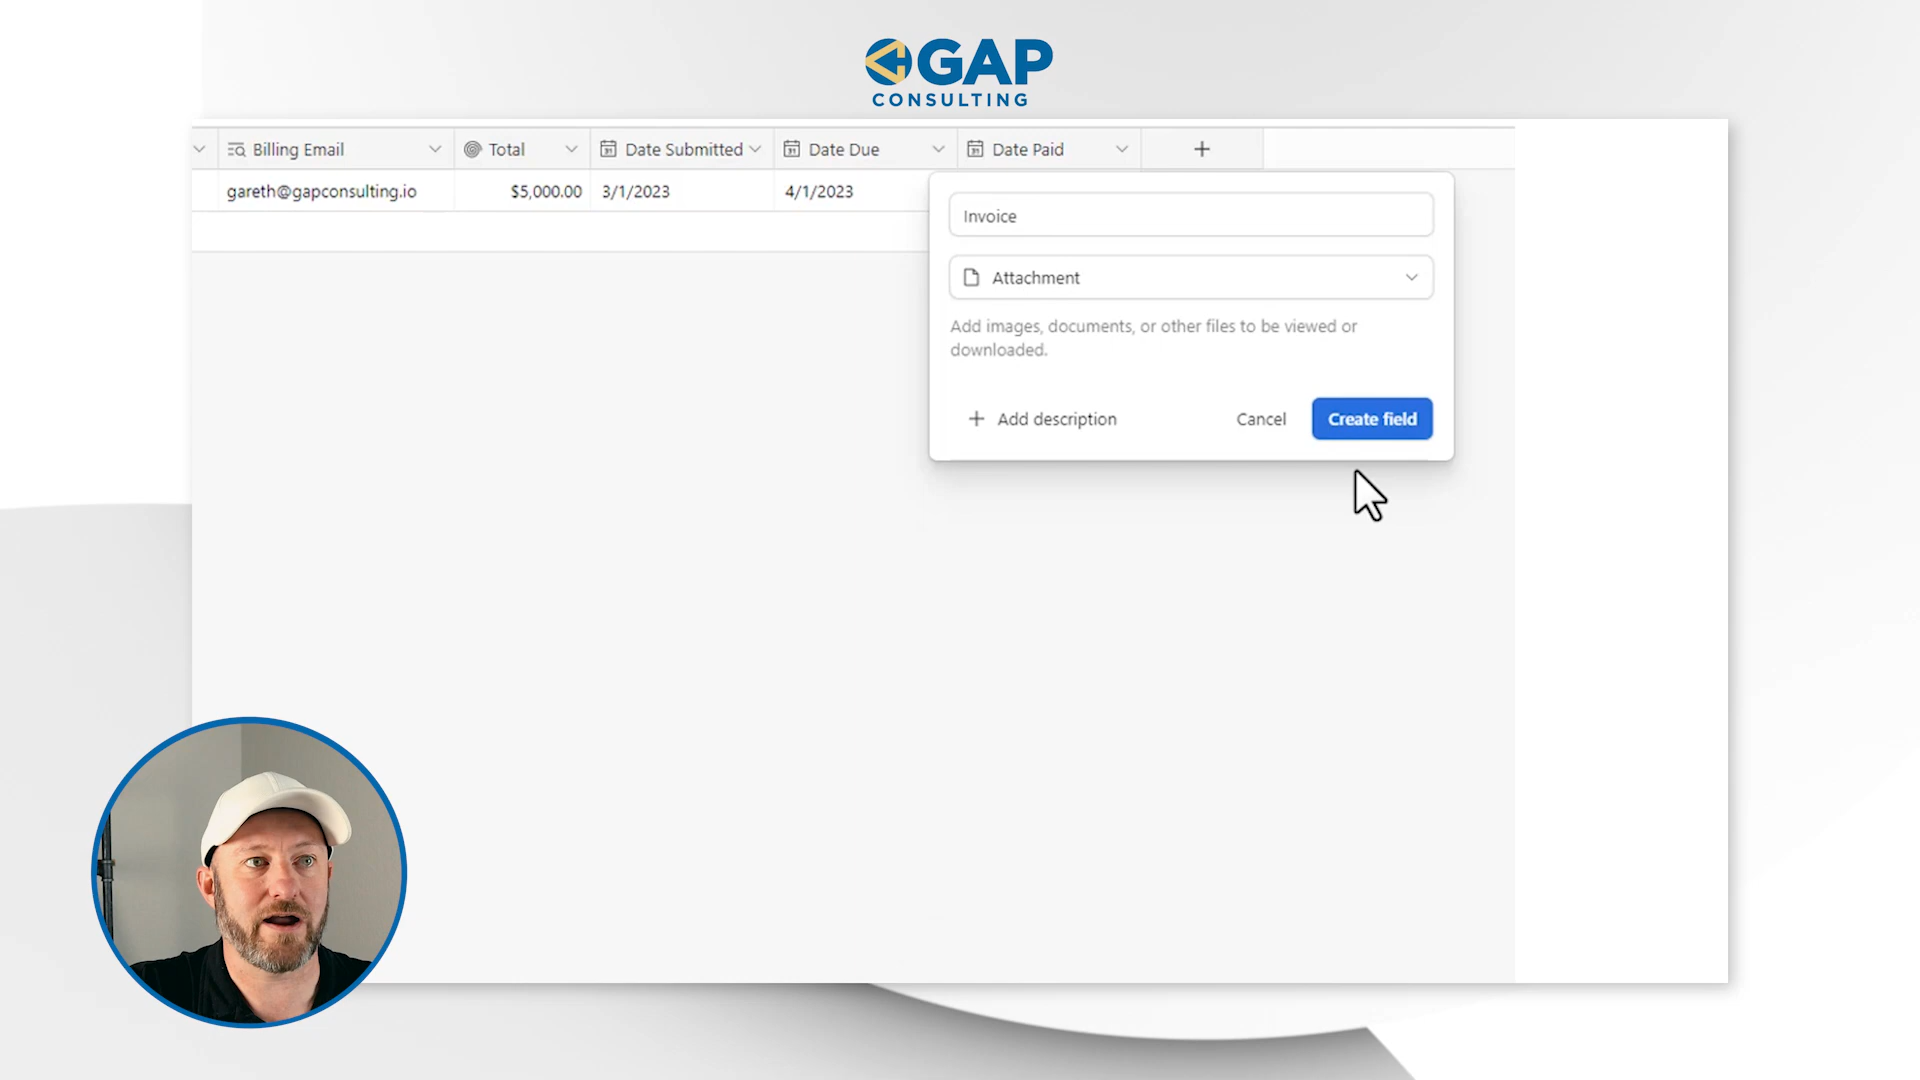 GAP
CONSULTING
Billing Email Total Date Submitted Date Due Date Paid
gareth@gapconsulting.io $5,000.00 3/1/2023 4/1/2023
Invoice
Attachment
Add images, documents, or other files to be viewed or
downloaded.
+ Add description Cancel Create field